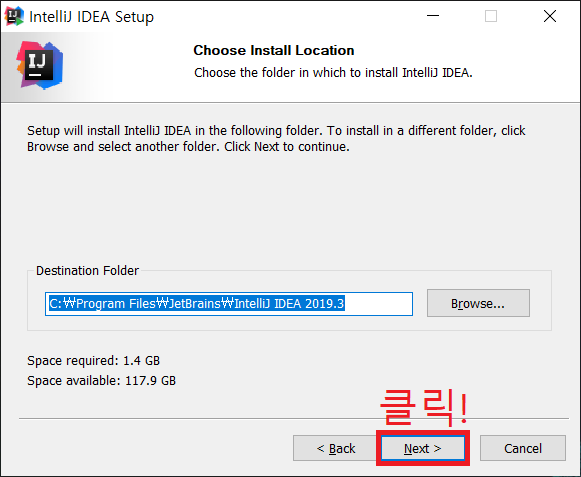 IntelliJ IDEA Setup
IJ
Choose Install Location
Choose the folder in which to install IntelliJ IDEA.
Setup will install IntelliJ IDEA in the following folder. To install in a different folder, click
Browse and select another folder. Click Next to continue.
Destination Folder
C:₩Program Files₩JetBrains₩IntelliJ IDEA 2019.3
Browse...
Space required: 1.4 GB
Space available: 117.9 GB
클릭!
< Back
Next >
Cancel